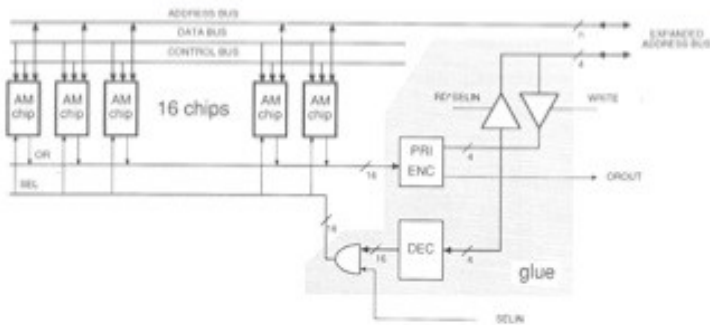 ADDRESS BUS
DATA BUS
CONTROL BUS
n
EXPANDED
ADDRESS BUS
4
AM
chip
AM
chip
AM
chip
16 chips
AM
chip
AM
chip
WRITE
OR
16
PRI
ENC
4
OROUT
SEL
16
16
DEC
4
glue
SELIN